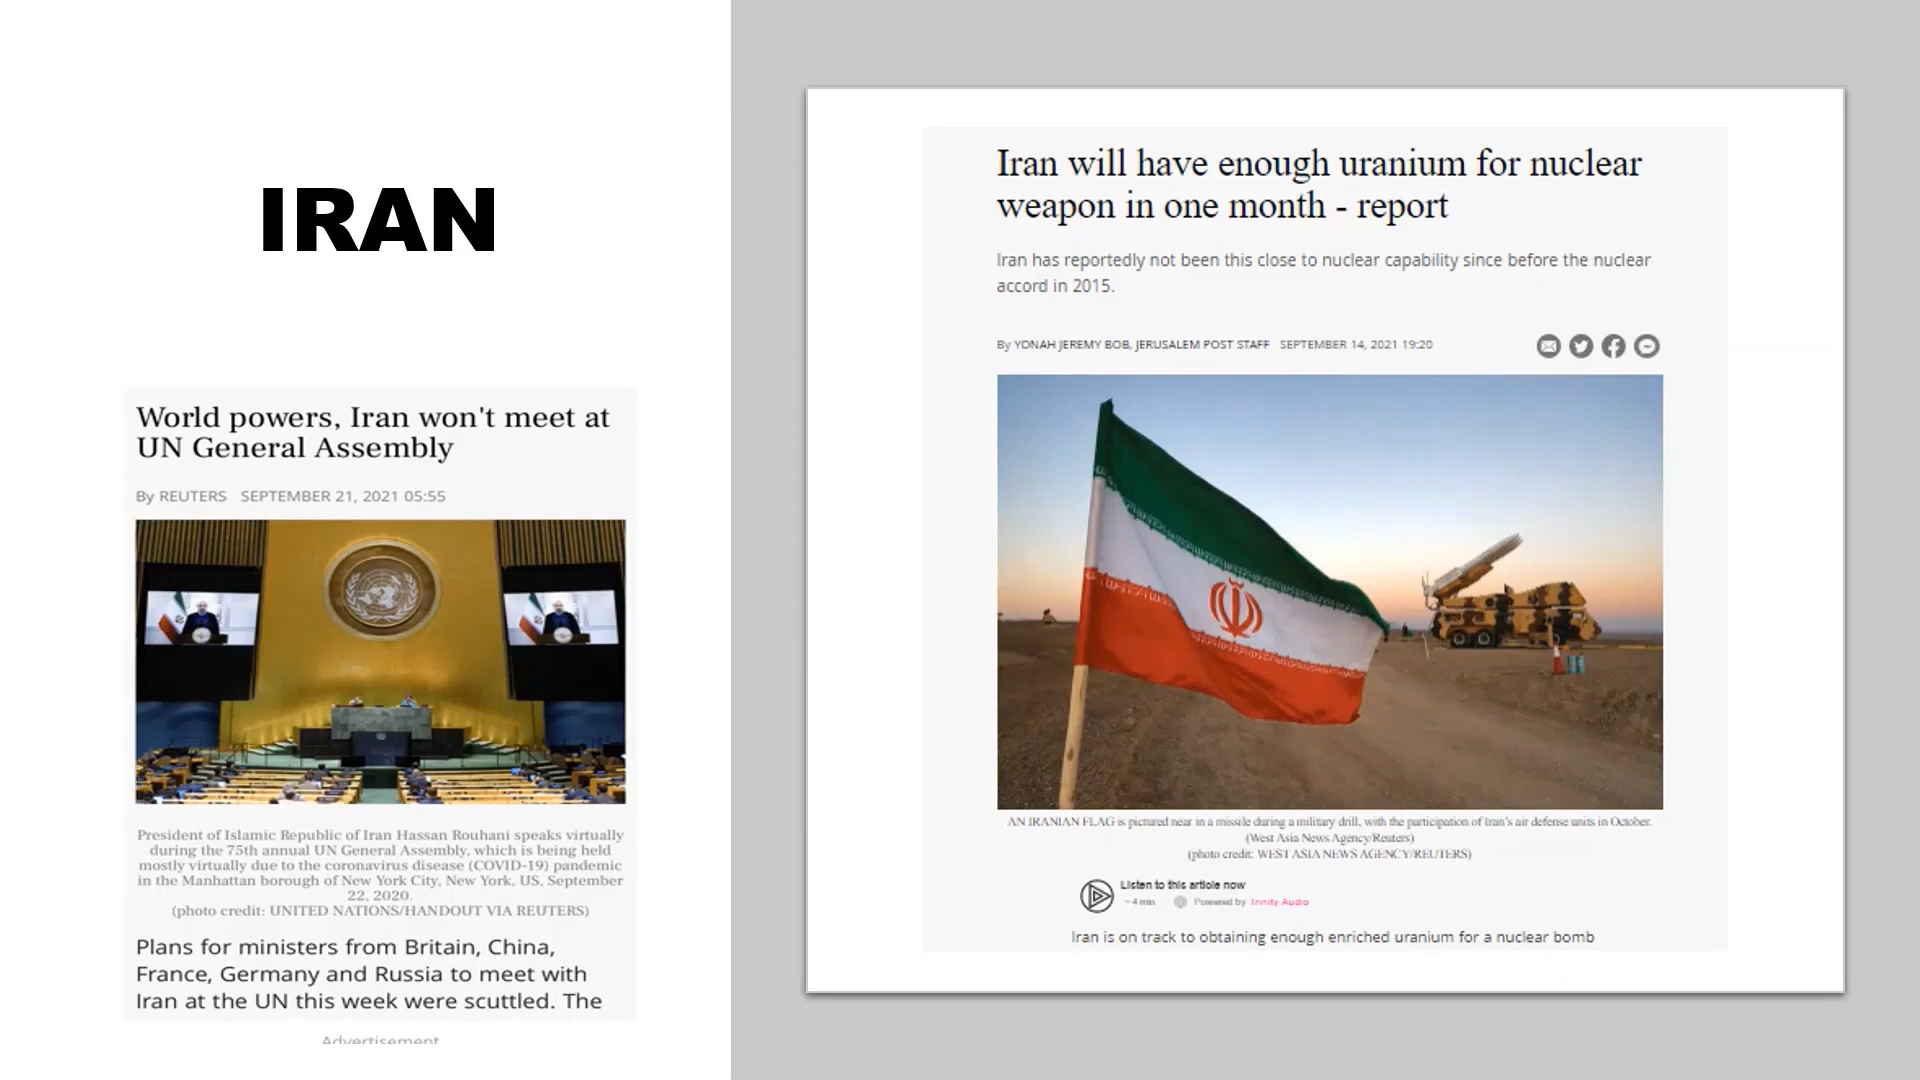 IRAN
World powers, Iran won't meet at
UN General Assembly
By REUTERS SEPTEMBER 21, 2021 05:55
President of Islamic Republic of Iran Hassan Rouhani speaks virtually
during the 75th annual UN General Assembly, which is being held
mostly virtually due to the coronavirus disease (COVID-19) pandemic
in the Manhattan borough of New York City, New York, US, September
22, 2020.
(photo credit: UNITED NATIONS/HANDOUT VIA REUTERS)
Plans for ministers from Britain, China,
France, Germany and Russia to meet with
Iran at the UN this week were scuttled. The
Advertisement
Iran will have enough uranium for nuclear
weapon in one month - report
Iran has reportedly not been this close to nuclear capability since before the nuclear
accord in 2015.
By YONAH JEREMY BOB, JERUSALEM POST STAFF SEPTEMBER 14, 2021 19:20
AN IRANIAN FLAG is pictured near in a missile during a military drill, with the participation of Iran's air defense units in October.
(West Asia News Agency/Reuters)
(photo credit: WEST ASIA NEWS AGENCY/REUTERS)
Listen to this article now
~ 4 min Powered by Trinity Audio
Iran is on track to obtaining enough enriched uranium for a nuclear bomb